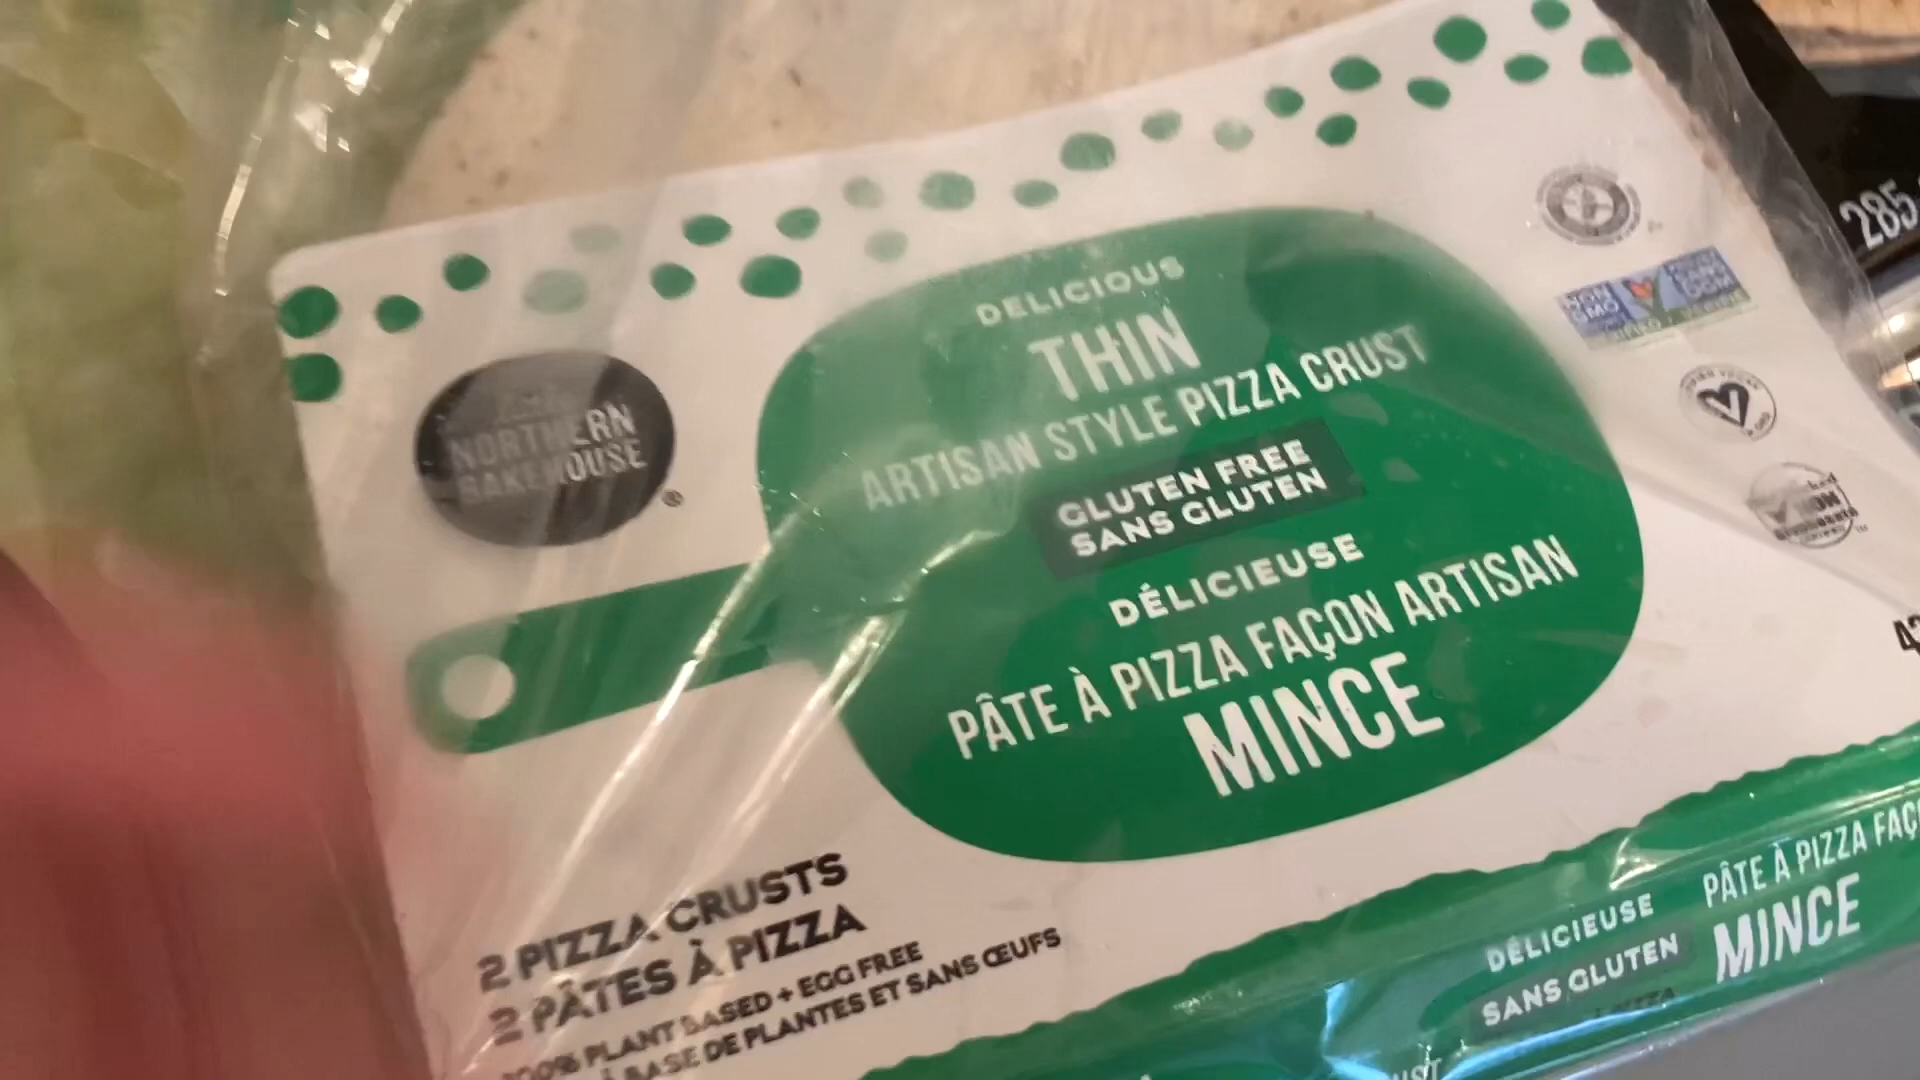 DELICIOUS
THIN
ARTISAN STYLE PIZZA CRUST
GLUTEN FREE
SANS GLUTEN
DÉLICIEUSE
PÂTE À PIZZA FAÇON ARTISAN
MINCE
NORTHERN
BAKEHOUSE
®
NON
GMO
285
2 PIZZA CRUSTS
2 PÂTES À PIZZA
100% PLANT BASED + EGG FREE
À BASE DE PLANTES ET SANS ŒUFS
DÉLICIEUSE
SANS GLUTEN
PÂTE À PIZZA
MINCE